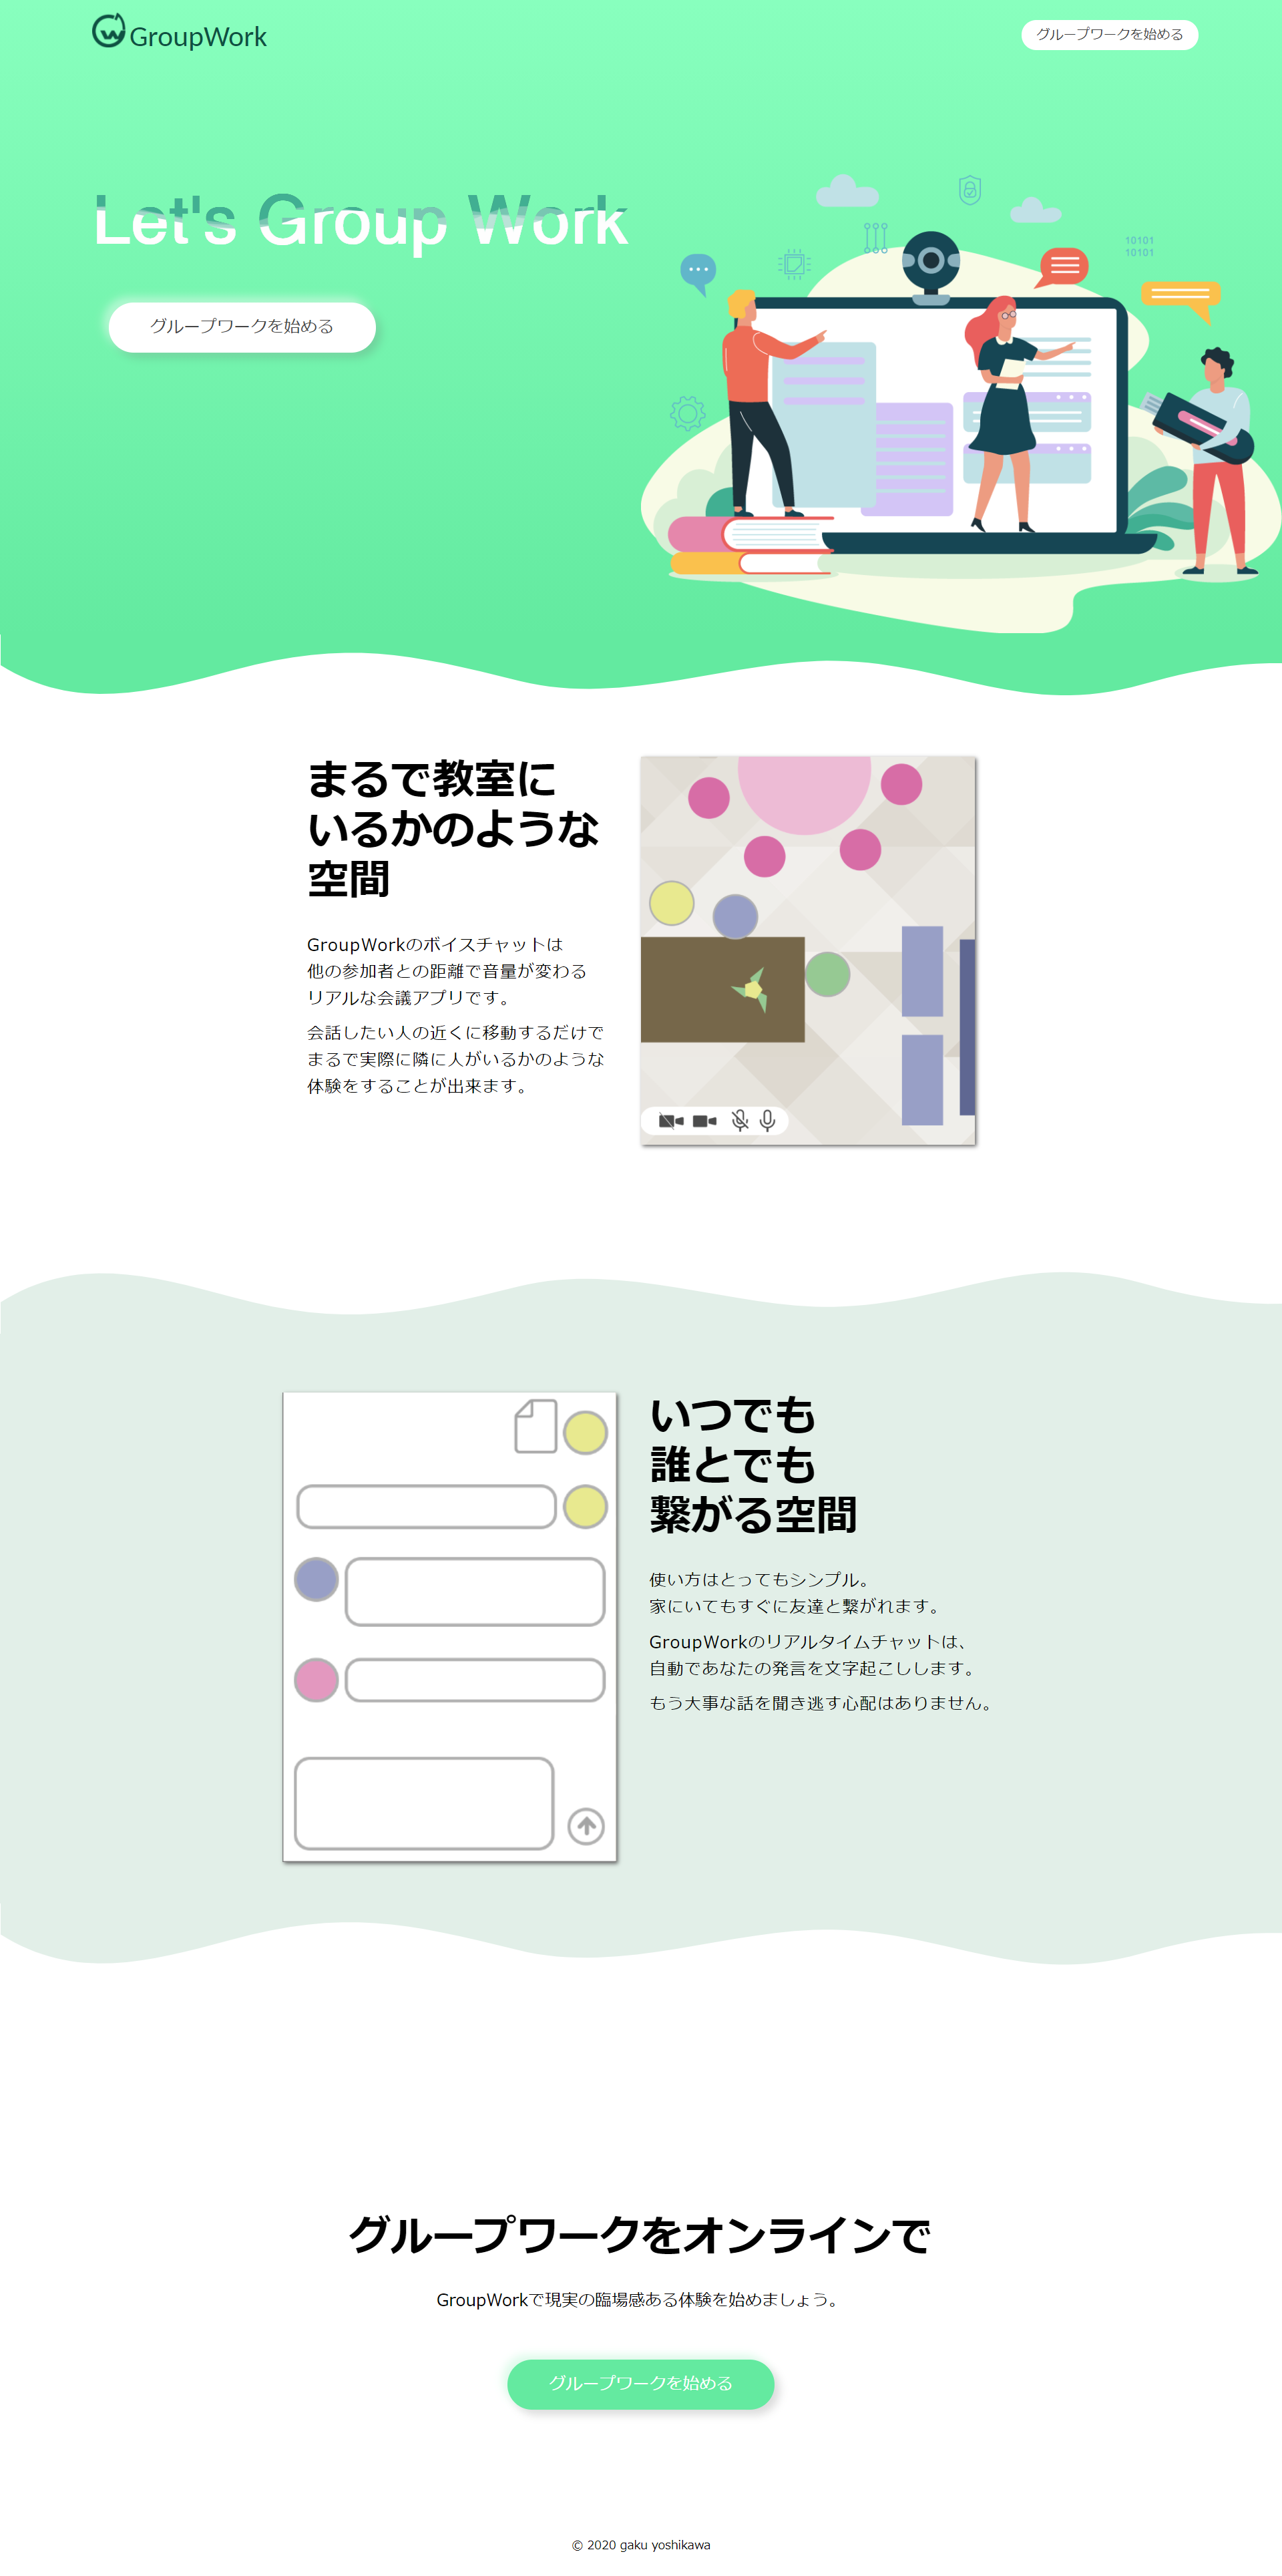 GroupWork
グループワークを始める
Let's Group Work
グループワークを始める
10101
10101
まるで教室に
いるかのような
空間
GroupWorkのボイスチャットは
他の参加者との距離で音量が変わる
リアルな会議アプリです。
会話したい人の近くに移動するだけで
まるで実際に隣に人がいるかのような
体験をすることが出来ます。
いつでも
誰とでも
繋がる空間
使い方はとってもシンプル。
家にいてもすぐに友達と繋がれます。
GroupWorkのリアルタイムチャットは、
自動であなたの発言を文字起こしします。
もう大事な話を聞き逃す心配はありません。
グループワークをオンラインで
GroupWorkで現実の臨場感ある体験を始めましょう。
グループワークを始める
© 2020 gaku yoshikawa